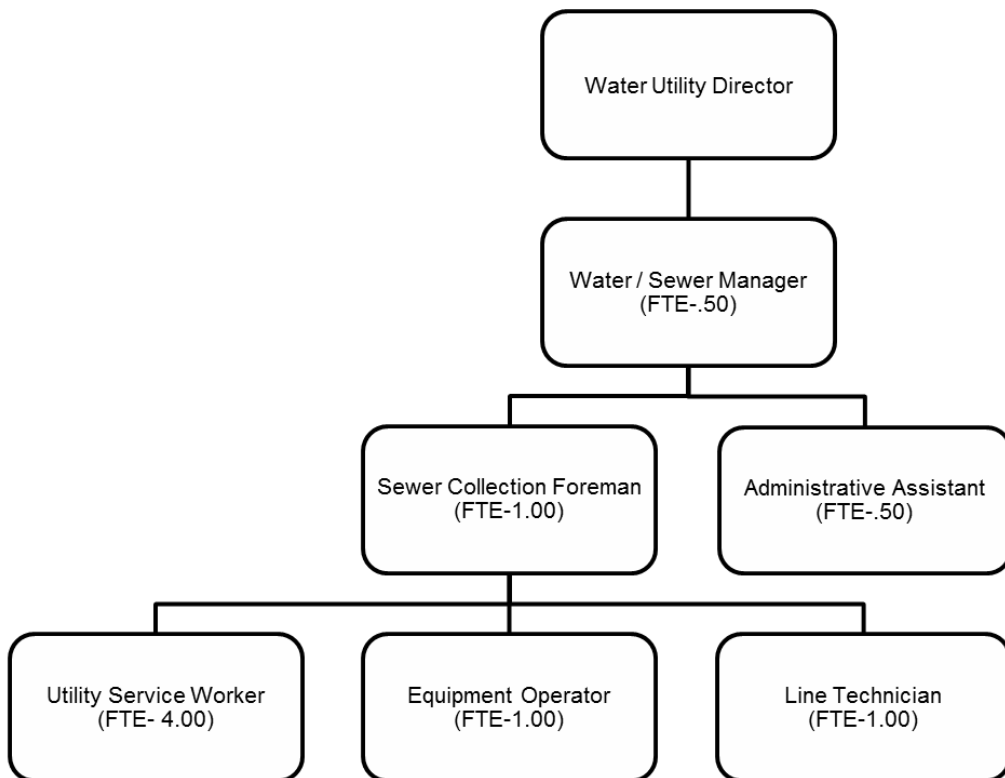 Water Utility Director
Water / Sewer Manager
(FTE-.50)
Sewer Collection Foreman
(FTE-1.00)
Administrative Assistant
(FTE-.50)
Utility Service Worker
(FTE- 4.00)
Equipment Operator
(FTE-1.00)
Line Technician
(FTE-1.00)